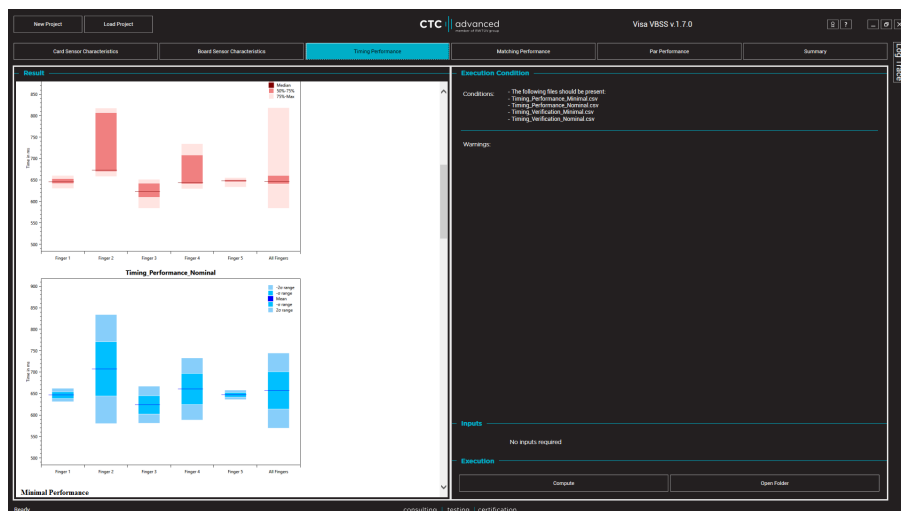 New Project
Load Project
CTC advanced
member of RWTÜV group
Visa VBSS v.1.7.0
?
Card Sensor Characteristics
Board Sensor Characteristics
Timing Performance
Matching Performance
Par Performance
Summary
Log Trace
Result
Median
50%-75%
75%-Max
Time in ms
850
800
750
700
650
600
550
500
Finger 1
Finger 2
Finger 3
Finger 4
Finger 5
All Fingers
Timing_Performance_Nominal
-2σ range
-σ range
Mean
-σ range
2σ range
Time in ms
900
850
800
750
700
650
600
550
500
Finger 1
Finger 2
Finger 3
Finger 4
Finger 5
All Fingers
Minimal Performance
Execution Condition
Conditions:
- The following files should be present:
- Timing_Performance_Minimal.csv
- Timing_Performance_Nominal.csv
- Timing_Verification_Minimal.csv
- Timing_Verification_Nominal.csv
Warnings:
Inputs
No inputs required
Execution
Compute
Open Folder
Ready
consulting | testing | certification